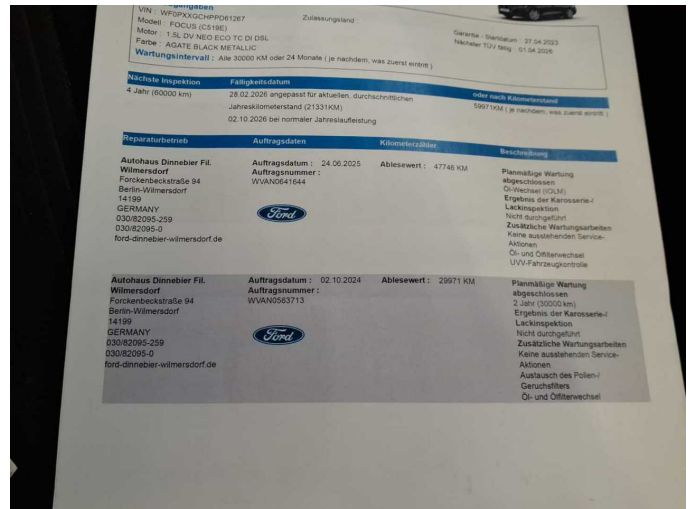 VIN : WF0PXXGCHPPD61267
Zulassungsland :
Modell : FOCUS (C519E)
Motor : 1.5L DV NEO ECO TC DI DSL
Farbe : AGATE BLACK METALLIC
Garantie - Startdatum : 27.04.2023
Nächster TÜV fällig : 01.04.2026
Wartungsintervall : Alle 30000 KM oder 24 Monate ( je nachdem, was zuerst eintritt )
Nächste Inspektion
Fälligkeitsdatum
oder nach Kilometerstand
4 Jahr (60000 km)
28.02.2026 angepasst für aktuellen, durchschnittlichen
Jahreskilometerstand (21331KM)
02.10.2026 bei normaler Jahreslaufleistung
59971KM ( je nachdem, was zuerst eintritt )
Reparaturbetrieb
Auftragsdaten
Kilometerzähler
Beschreibung
Autohaus Dinnebier Fil.
Wilmersdorf
Forckenbeckstraße 94
Berlin-Wilmersdorf
14199
GERMANY
030/82095-259
030/82095-0
ford-dinnebier-wilmersdorf.de
Auftragsdatum : 24.06.2025
Auftragsnummer :
WVAN0641644
Ford
Ablesewert : 47746 KM
Planmäßige Wartung
abgeschlossen
Öl-Wechsel (IOLM)
Ergebnis der Karosserie-/
Lackinspektion
Nicht durchgeführt
Zusätzliche Wartungsarbeiten
Keine ausstehenden Service-
Aktionen
Öl- und Ölfilterwechsel
UVV-Fahrzeugkontrolle
Autohaus Dinnebier Fil.
Wilmersdorf
Forckenbeckstraße 94
Berlin-Wilmersdorf
14199
GERMANY
030/82095-259
030/82095-0
ford-dinnebier-wilmersdorf.de
Auftragsdatum : 02.10.2024
Auftragsnummer :
WVAN0583713
Ford
Ablesewert : 29971 KM
Planmäßige Wartung
abgeschlossen
2 Jahr (30000 km)
Ergebnis der Karosserie-/
Lackinspektion
Nicht durchgeführt
Zusätzliche Wartungsarbeiten
Keine ausstehenden Service-
Aktionen
Austausch des Pollen-/
Geruchsfilters
Öl- und Ölfilterwechsel